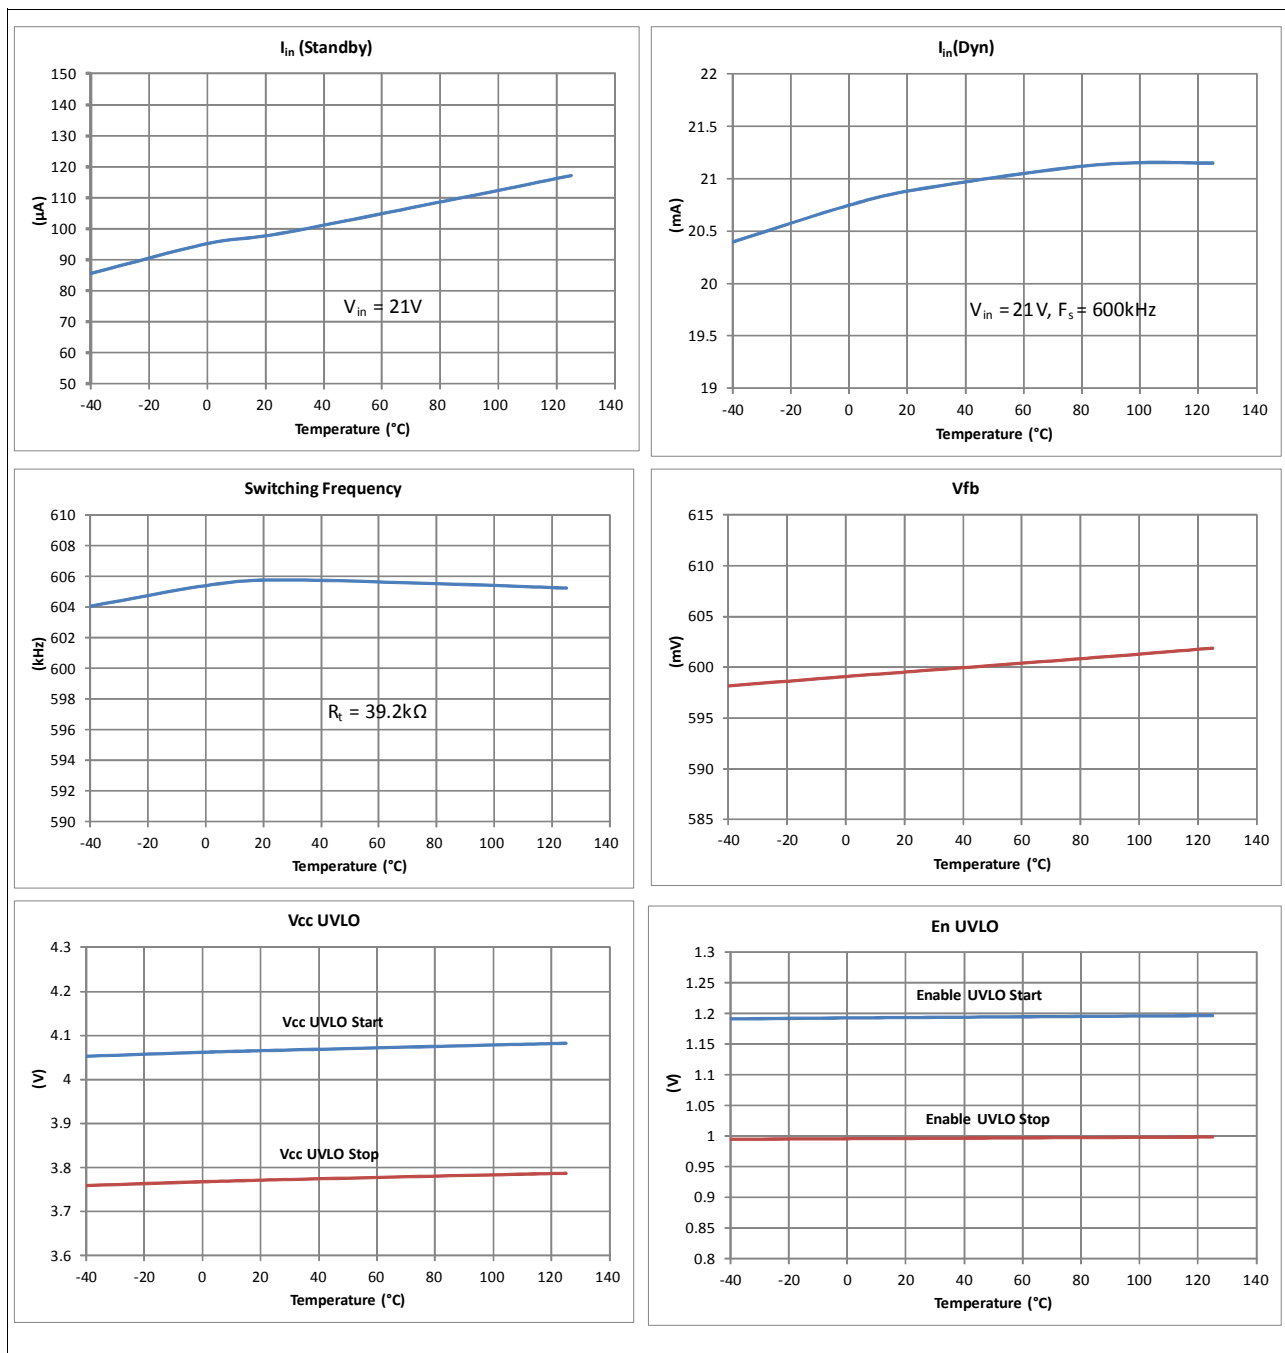 I_in (Standby)
150
140
130
120
110
100
90
80
70
60
50
(µA)
V_in = 21V
-40 -20 0 20 40 60 80 100 120 140
Temperature (°C)
I_in(Dyn)
22
21.5
21
20.5
20
19.5
19
(mA)
V_in = 21V, F_s = 600kHz
-40 -20 0 20 40 60 80 100 120 140
Temperature (°C)
Switching Frequency
610
608
606
604
602
600
598
596
594
592
590
(kHz)
R_t = 39.2kΩ
-40 -20 0 20 40 60 80 100 120 140
Temperature (°C)
Vfb
615
610
605
600
595
590
585
(mV)
-40 -20 0 20 40 60 80 100 120 140
Temperature (°C)
Vcc UVLO
4.3
4.2
4.1
4
3.9
3.8
3.7
3.6
(V)
Vcc UVLO Start
Vcc UVLO Stop
-40 -20 0 20 40 60 80 100 120 140
Temperature (°C)
En UVLO
1.3
1.25
1.2
1.15
1.1
1.05
1
0.95
0.9
0.85
0.8
(V)
Enable UVLO Start
Enable UVLO Stop
-40 -20 0 20 40 60 80 100 120 140
Temperature (°C)